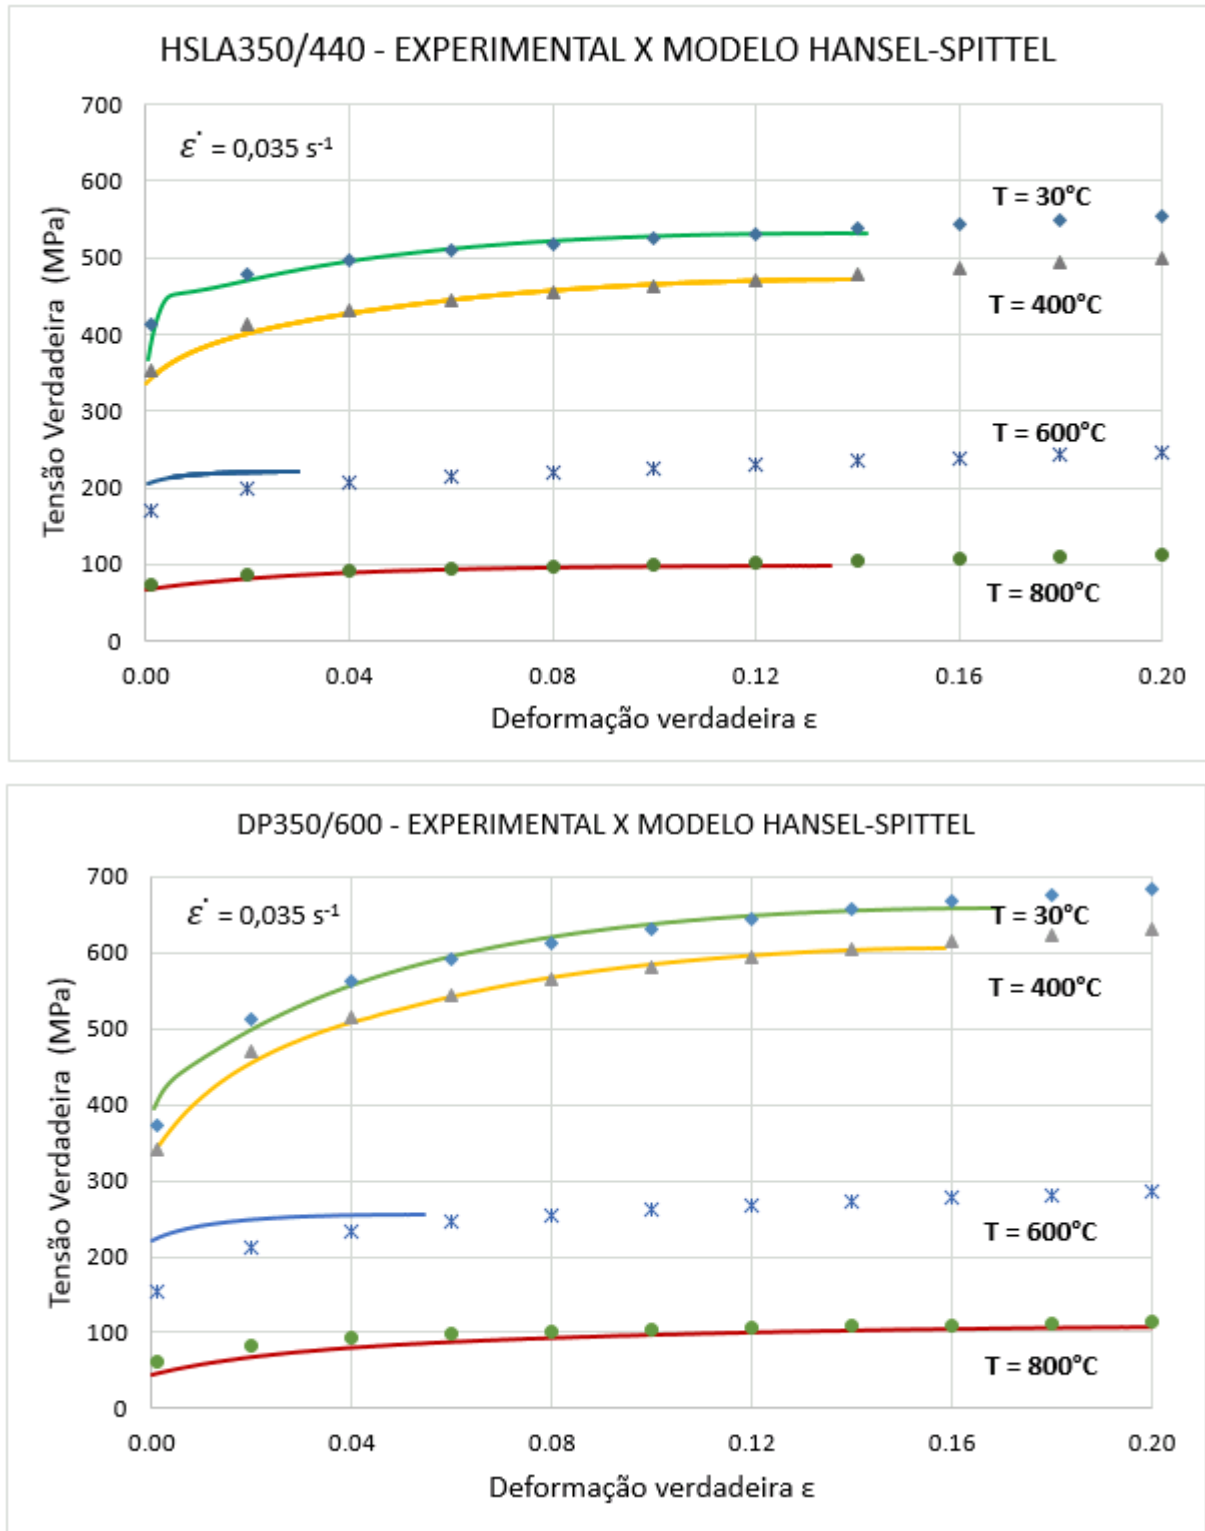 HSLA350/440 - EXPERIMENTAL X MODELO HANSEL-SPITTEL
700
600
500
400
300
200
100
0
Tensão Verdadeira (MPa)
ε̇ = 0,035 s⁻¹
T = 30°C
T = 400°C
T = 600°C
T = 800°C
0.00 0.04 0.08 0.12 0.16 0.20
Deformação verdadeira ε
DP350/600 - EXPERIMENTAL X MODELO HANSEL-SPITTEL
700
600
500
400
300
200
100
0
Tensão Verdadeira (MPa)
ε̇ = 0,035 s⁻¹
T = 30°C
T = 400°C
T = 600°C
T = 800°C
0.00 0.04 0.08 0.12 0.16 0.20
Deformação verdadeira ε